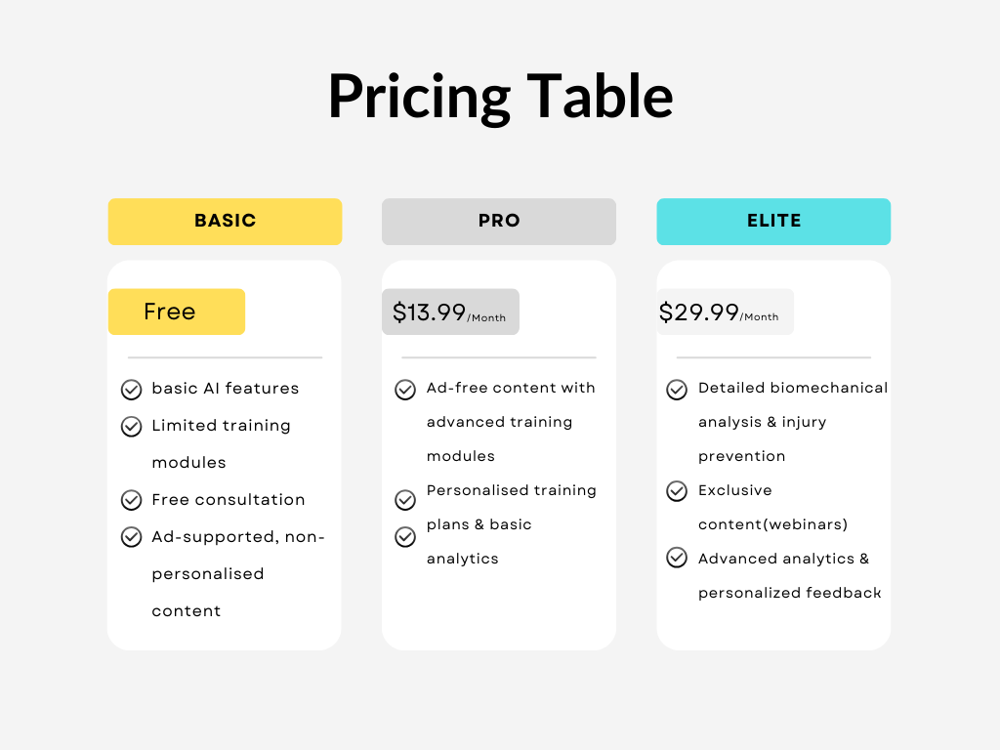 Pricing Table
BASIC
Free
basic AI features
Limited training
modules
Free consultation
Ad-supported, non-
personalised
content
PRO
$13.99/Month
Ad-free content with
advanced training
modules
Personalised training
plans & basic
analytics
ELITE
$29.99/Month
Detailed biomechanical
analysis & injury
prevention
Exclusive
content(webinars)
Advanced analytics &
personalized feedback